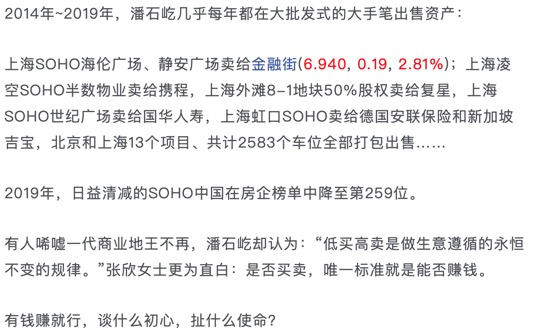 2014年~2019年，潘石屹几乎每年都在大批发式的大手笔出售资产：
上海SOHO海伦广场、静安广场卖给金融街(6.940, 0.19, 2.81%)；上海凌
空SOHO半数物业卖给携程，上海外滩8-1地块50%股权卖给复星，上海
SOHO世纪广场卖给国华人寿，上海虹口SOHO卖给德国安联保险和新加坡
吉宝，北京和上海13个项目、共计2583个车位全部打包出售……
2019年，日益清减的SOHO中国在房企榜单中降至第259位。
有人唏嘘一代商业地王不再，潘石屹却认为：“低买高卖是做生意遵循的永恒
不变的规律。”张欣女士更为直白：是否买卖，唯一标准就是能否赚钱。
有钱赚就行，谈什么初心，扯什么使命？